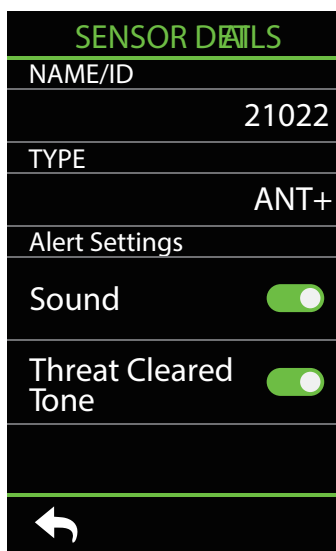 SENSOR DETAILS
NAME/ID
21022
TYPE
ANT+
Alert Settings
Sound
Threat Cleared
Tone